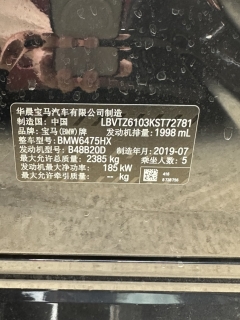 华晨宝马汽车有限公司制造
制造国：中国 LBVTZ6103KST72781
品牌：宝马(BMW) 发动机排量：1998 mL
整车型号：BMW6475HX
发动机型号：B48B20D 制造年月：2019-07
最大允许总质量：2385 kg 乘坐人数：5
发动机最大净功率： 185 kW
最大允许牵引质量： -- kg